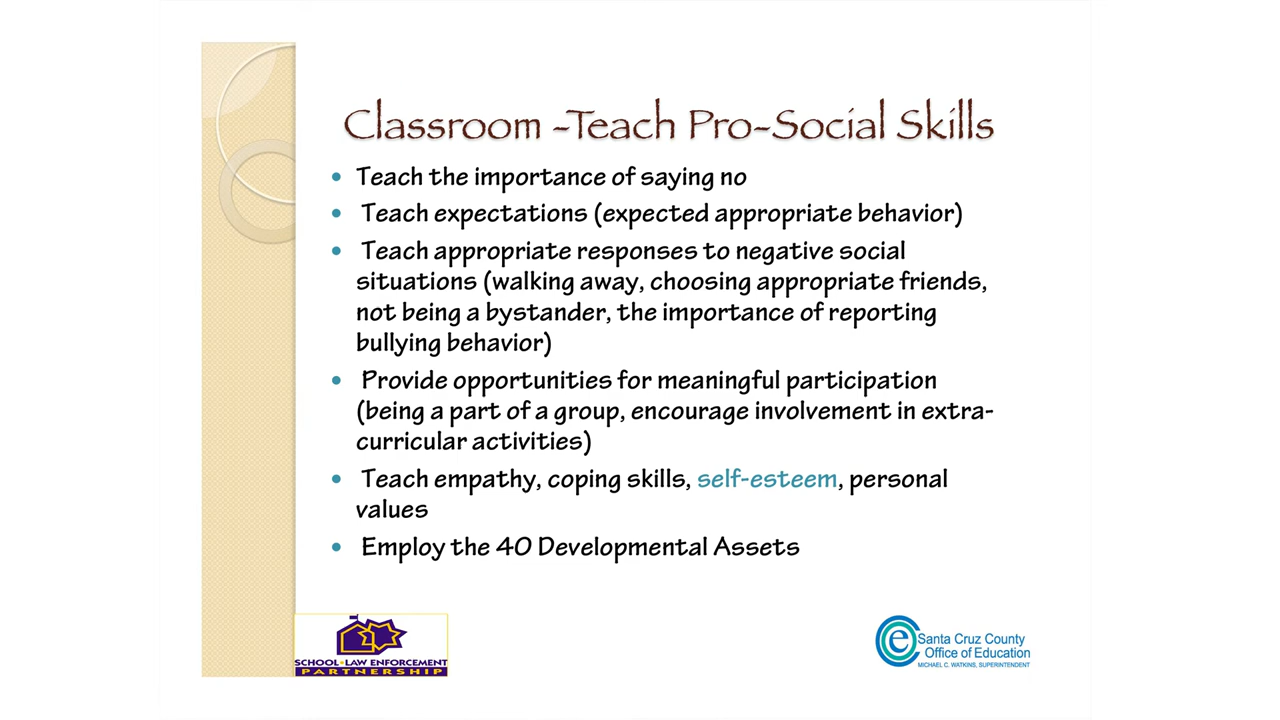 Classroom -Teach Pro-Social Skills
• Teach the importance of saying no
• Teach expectations (expected appropriate behavior)
• Teach appropriate responses to negative social
situations (walking away, choosing appropriate friends,
not being a bystander, the importance of reporting
bullying behavior)
• Provide opportunities for meaningful participation
(being a part of a group, encourage involvement in extra-
curricular activities)
• Teach empathy, coping skills, self-esteem, personal
values
• Employ the 40 Developmental Assets
SCHOOL • LAW ENFORCEMENT
PARTNERSHIP
e Santa Cruz County
Office of Education
MICHAEL C. WATKINS, SUPERINTENDENT